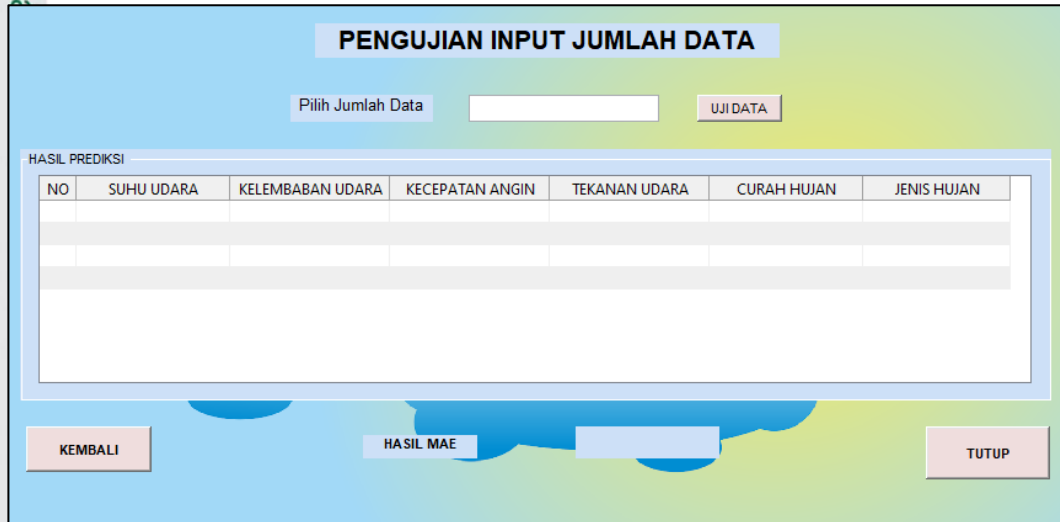 PENGUJIAN INPUT JUMLAH DATA
Pilih Jumlah Data UJI DATA
HASIL PREDIKSI
NO SUHU UDARA KELEMBABAN UDARA KECEPATAN ANGIN TEKANAN UDARA CURAH HUJAN JENIS HUJAN
KEMBALI HASIL MAE TUTUP